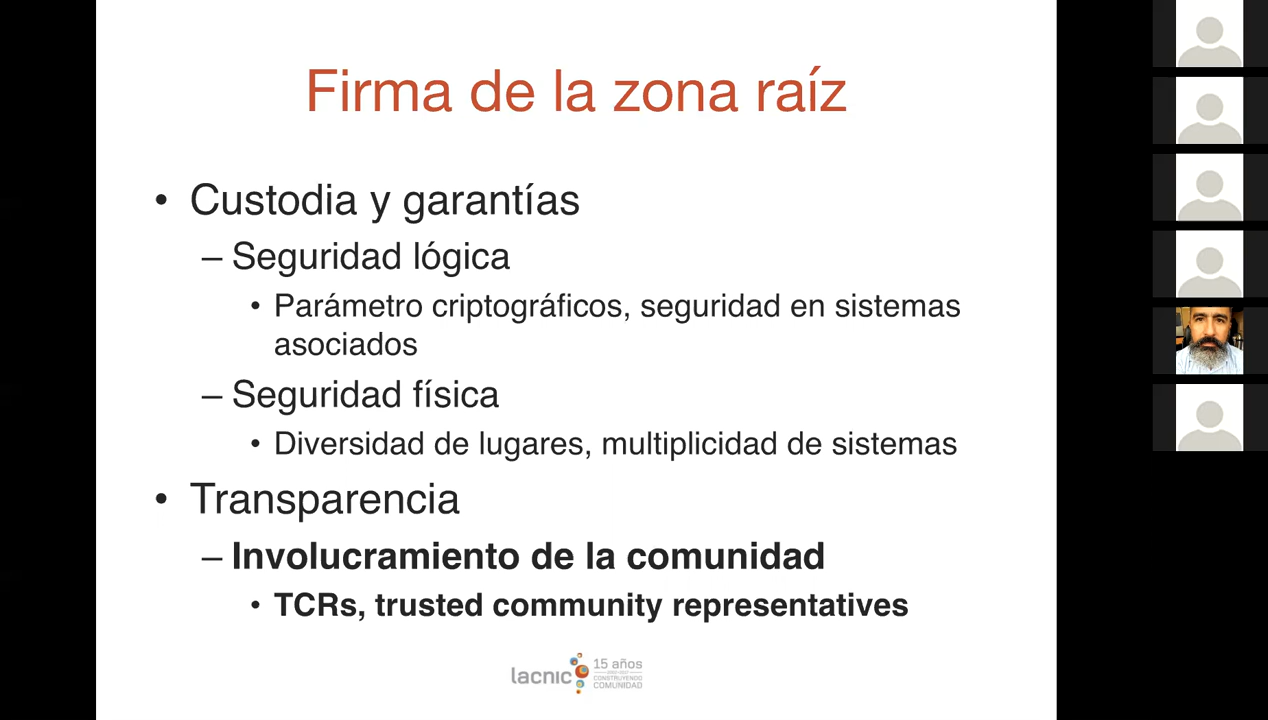 Firma de la zona raíz
• Custodia y garantías
– Seguridad lógica
• Parámetro criptográficos, seguridad en sistemas
asociados
– Seguridad física
• Diversidad de lugares, multiplicidad de sistemas
• Transparencia
– Involucramiento de la comunidad
• TCRs, trusted community representatives
lacnic
15 años
CONSTRUYENDO
COMUNIDAD